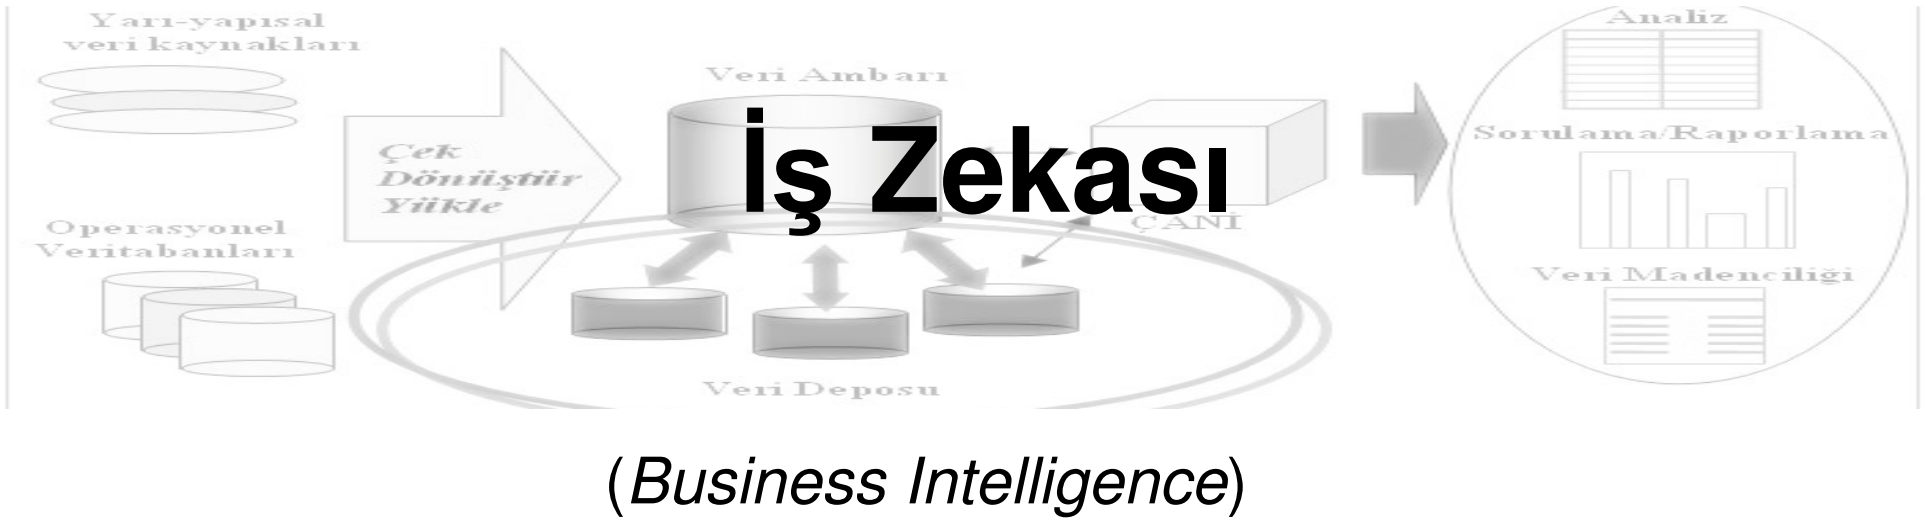 Yarı-yapısal
veri kaynakları
Operasyonel
Veritabanları
Çek
Dönüştür
Yükle
Veri Ambarı
İş Zekası
ÇANİ
Veri Deposu
Analiz
Sorulama/Raporlama
Veri Madenciliği
(Business Intelligence)